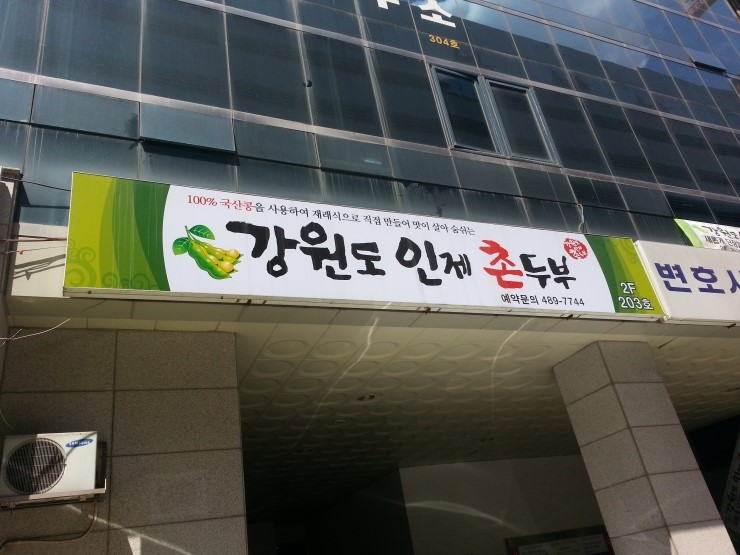 소
304호
100% 국산콩을 사용하여 재래식으로 직접 만들어 맛이 살아 숨쉬는
강원도 인제 촌두부
예약문의 489-7744
2F
203호
변호사
SAMSUNG